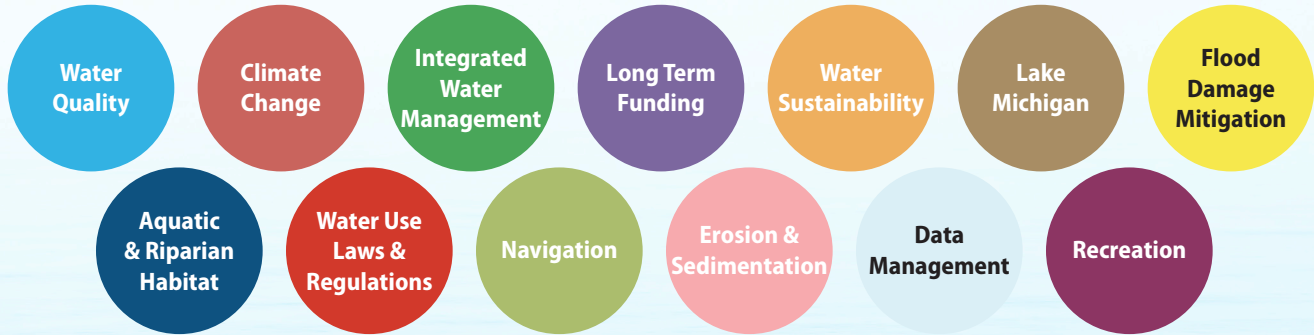 Water
Quality
Climate
Change
Integrated
Water
Management
Long Term
Funding
Water
Sustainability
Lake
Michigan
Flood
Damage
Mitigation
Aquatic
& Riparian
Habitat
Water Use
Laws &
Regulations
Navigation
Erosion &
Sedimentation
Data
Management
Recreation